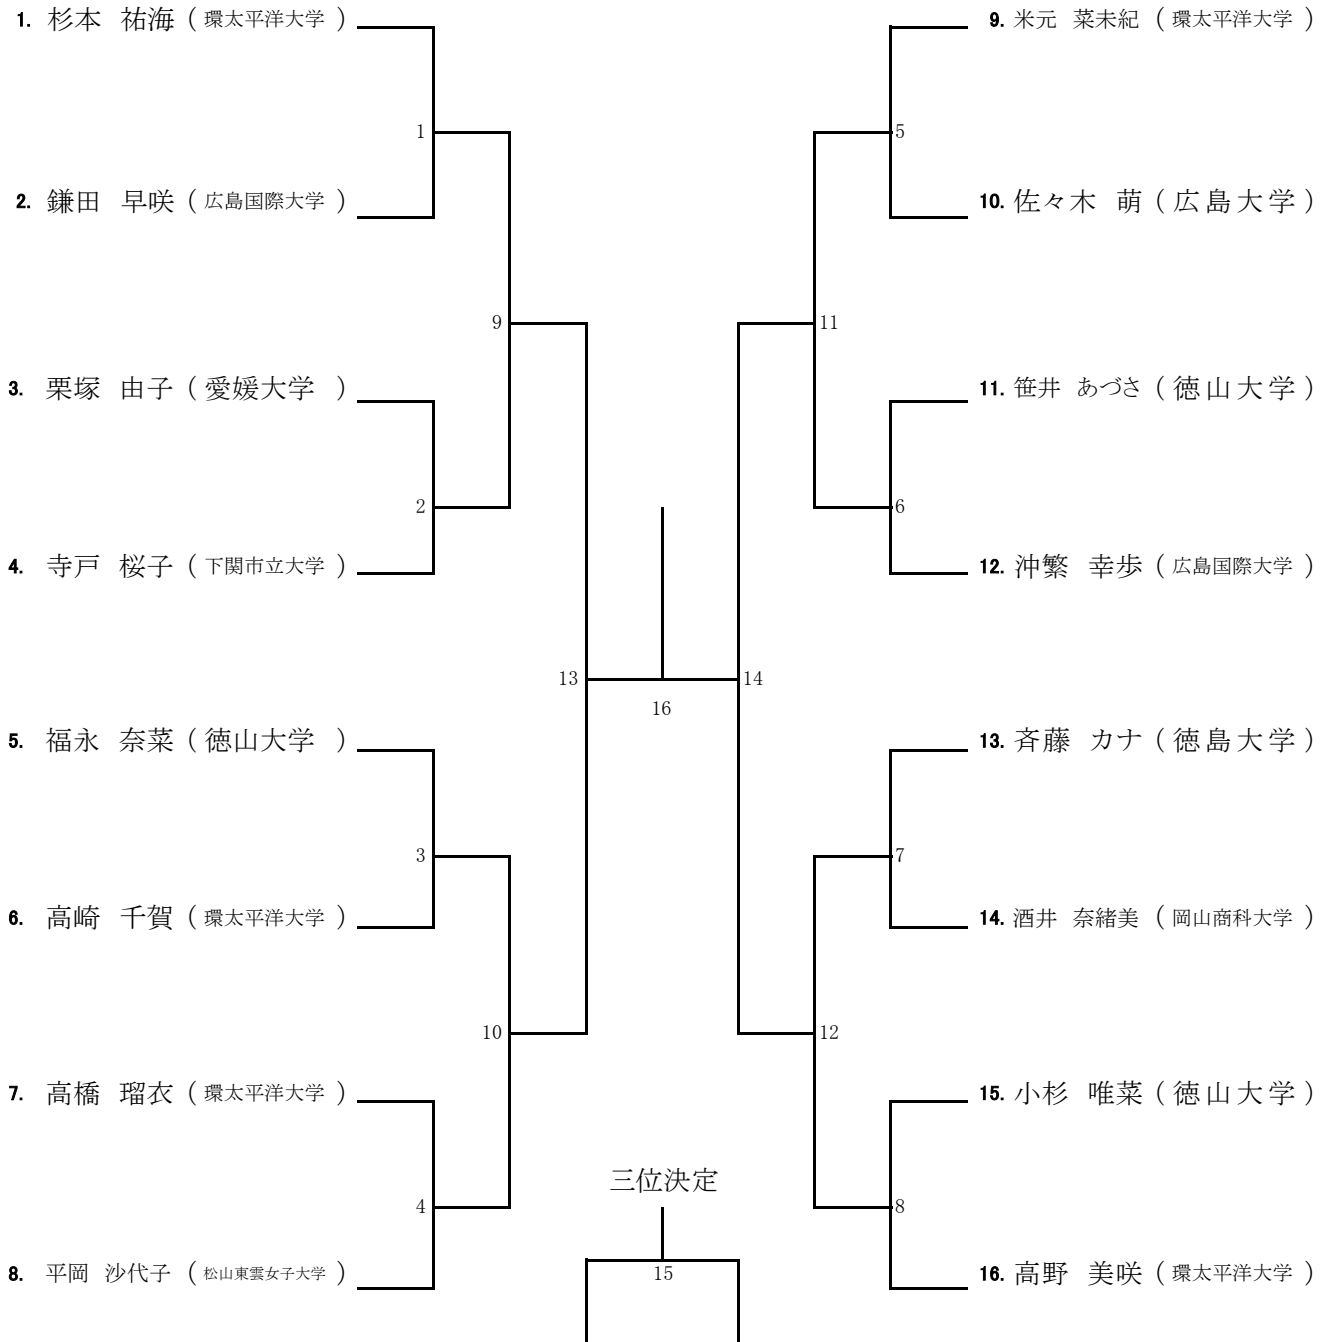 1. 杉本 祐海 ( 環太平洋大学 )
1
2. 鎌田 早咲 ( 広島国際大学 )
9
3. 栗塚 由子 ( 愛媛大学 )
2
4. 寺戸 桜子 ( 下関市立大学 )
13
5. 福永 奈菜 ( 徳山大学 )
3
6. 高崎 千賀 ( 環太平洋大学 )
10
7. 高橋 瑠衣 ( 環太平洋大学 )
4
8. 平岡 沙代子 ( 松山東雲女子大学 )
16
三位決定
15
9. 米元 菜未紀 ( 環太平洋大学 )
5
10. 佐々木 萌 ( 広島大学 )
11
11. 笹井 あづさ ( 徳山大学 )
6
12. 沖繁 幸歩 ( 広島国際大学 )
14
13. 斉藤 カナ ( 徳島大学 )
7
14. 酒井 奈緒美 ( 岡山商科大学 )
12
15. 小杉 唯菜 ( 徳山大学 )
8
16. 高野 美咲 ( 環太平洋大学 )